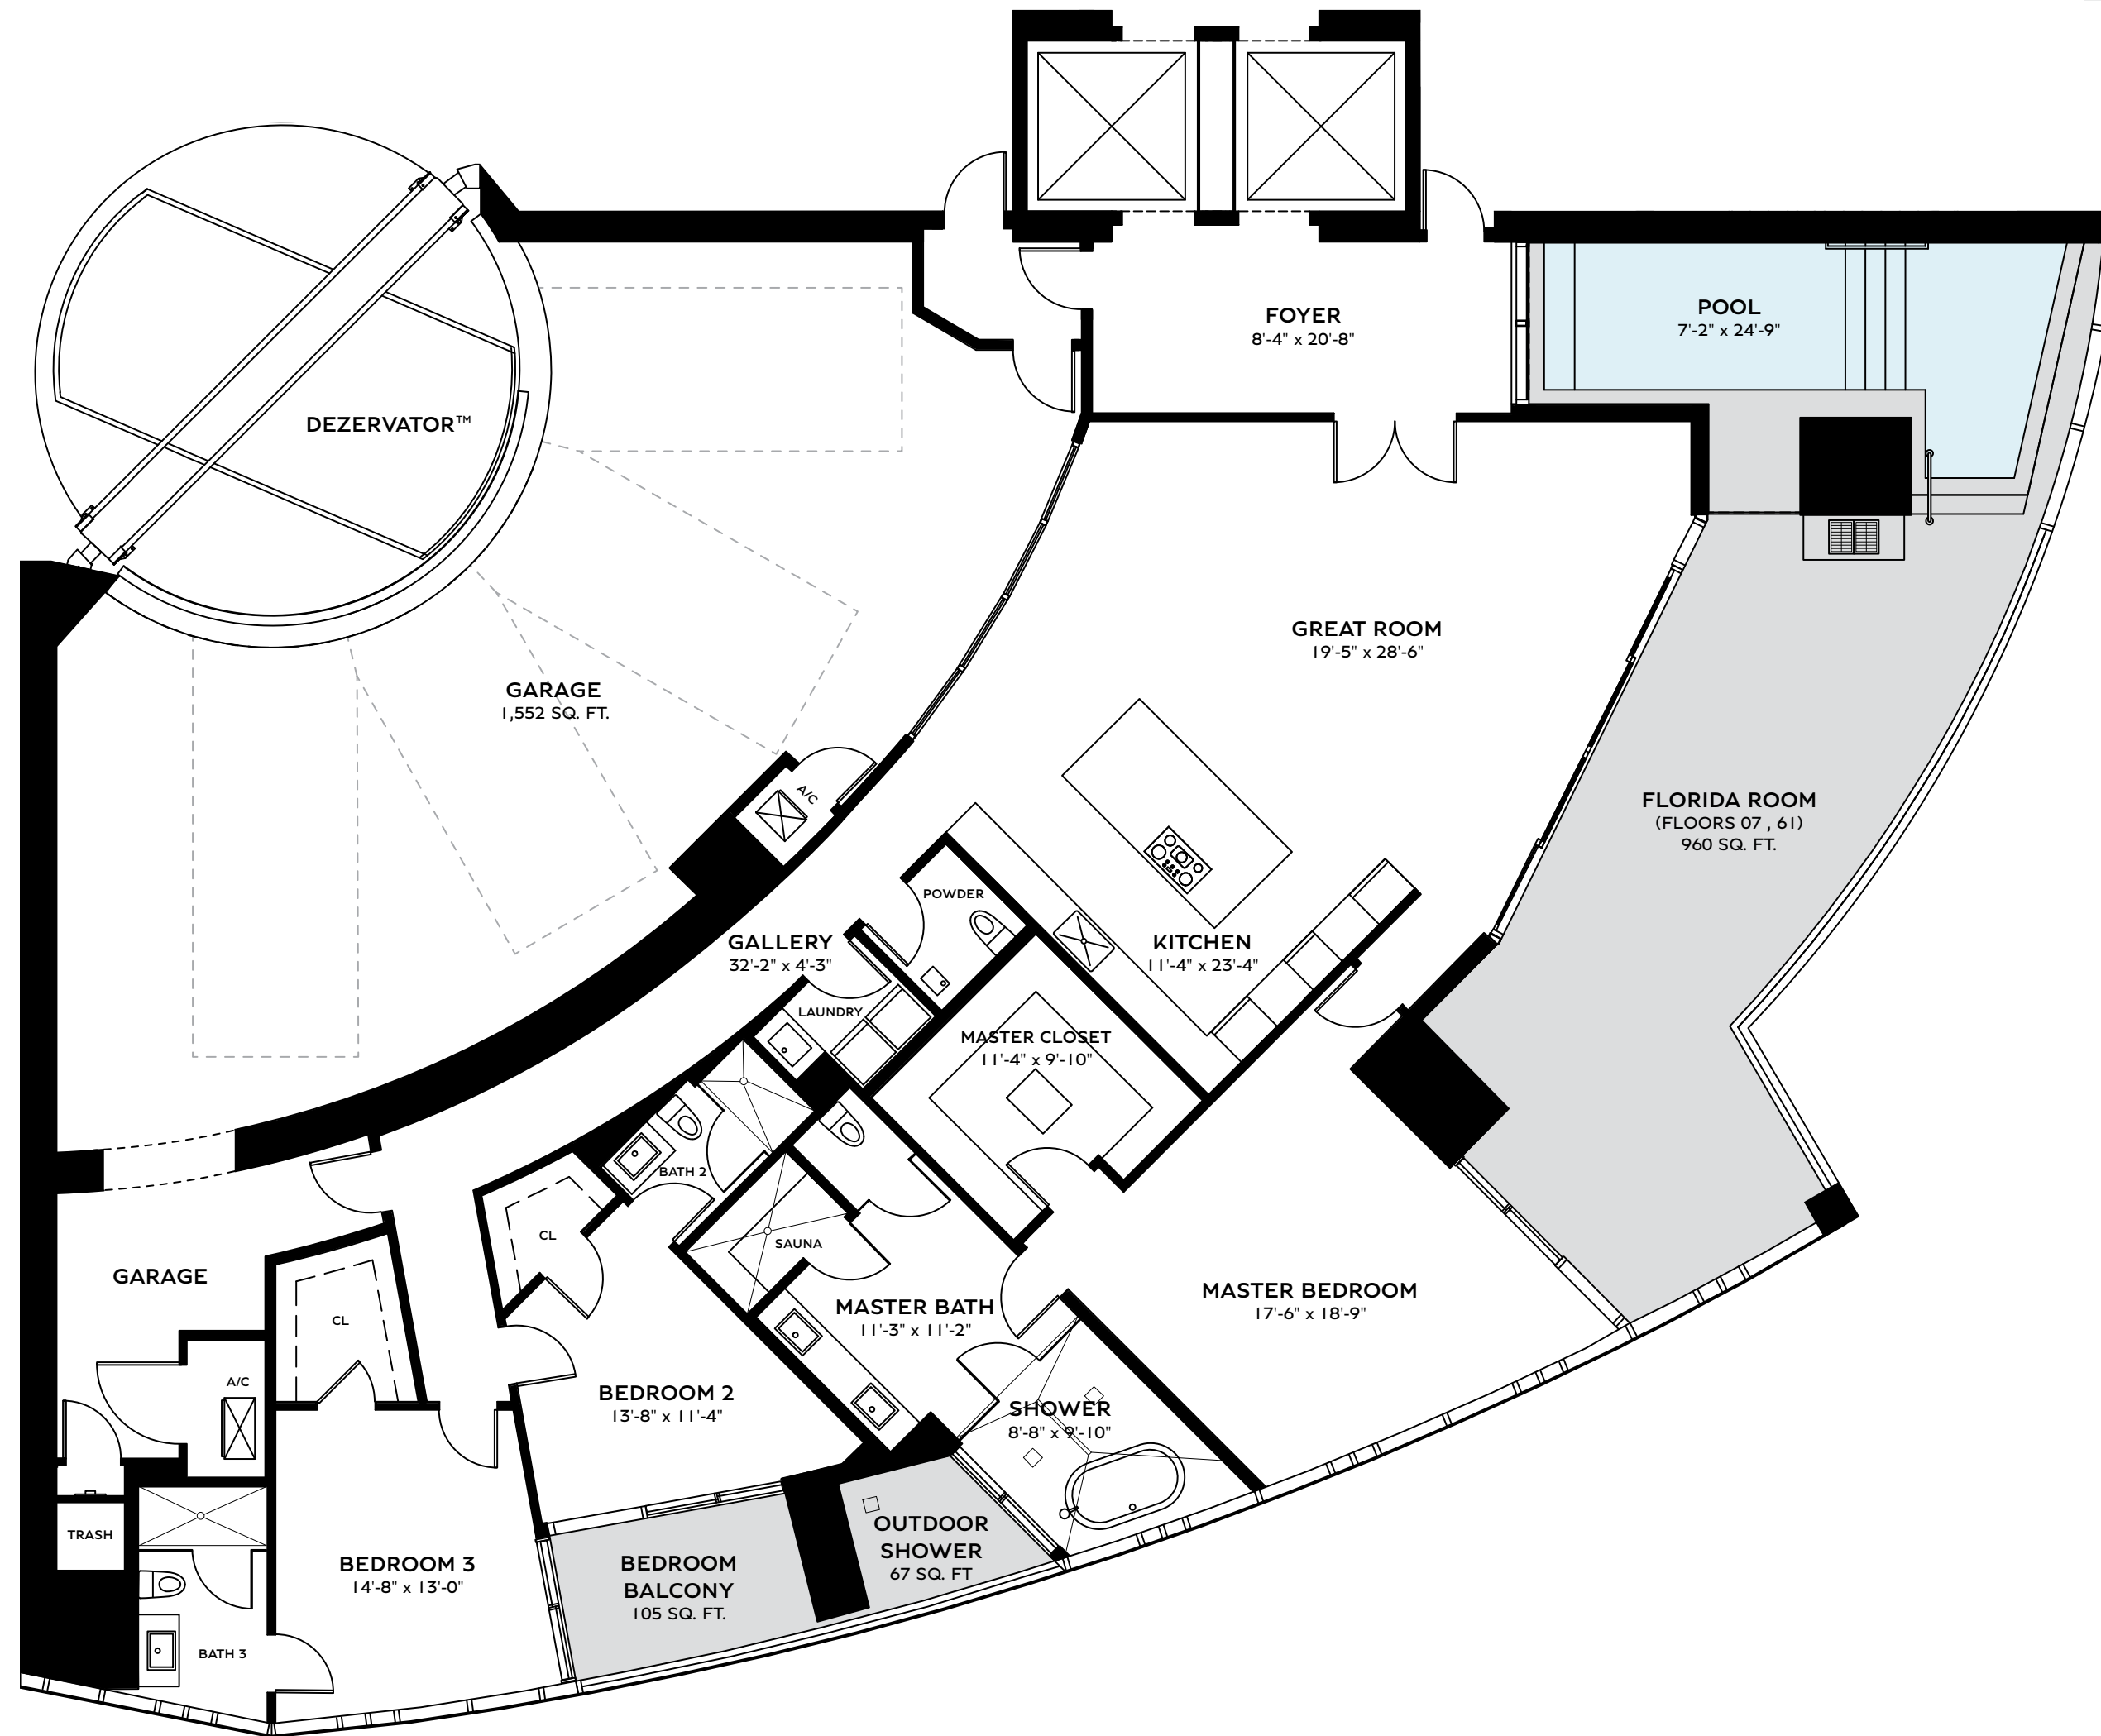 FOYER
8'-4" x 20'-8"
POOL
7'-2" x 24'-9"
DEZERVATOR™
GREAT ROOM
19'-5" x 28'-6"
GARAGE
1,552 SQ. FT.
A/C
FLORIDA ROOM
(FLOORS 07 , 61)
960 SQ. FT.
POWDER
GALLERY
32'-2" x 4'-3"
KITCHEN
11'-4" x 23'-4"
LAUNDRY
MASTER CLOSET
11'-4" x 9'-10"
BATH 2
CL
SAUNA
GARAGE
CL
MASTER BATH
11'-3" x 11'-2"
MASTER BEDROOM
17'-6" x 18'-9"
A/C
BEDROOM 2
13'-8" x 11'-4"
SHOWER
8'-8" x 9'-10"
TRASH
BEDROOM 3
14'-8" x 13'-0"
BEDROOM
BALCONY
105 SQ. FT.
OUTDOOR
SHOWER
67 SQ. FT
BATH 3